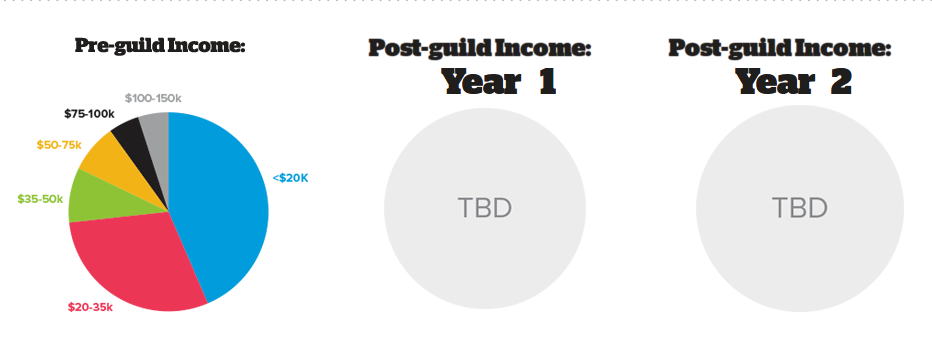 Pre-guild Income:
$100-150k
$75-100k
$50-75k
<$20K
$35-50k
$20-35k
Post-guild Income:
Year 1
TBD
Post-guild Income:
Year 2
TBD